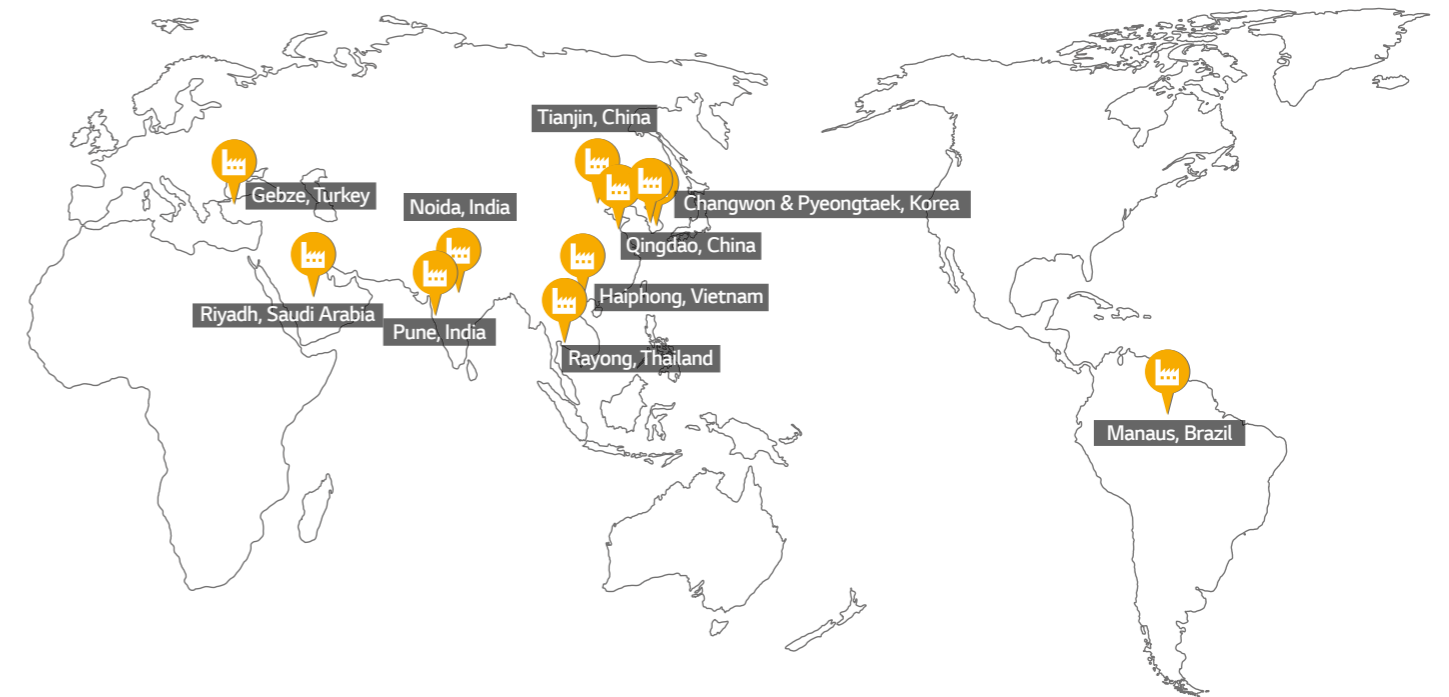 Tianjin, China
Gebze, Turkey
Noida, India
Changwon & Pyeongtaek, Korea
Qingdao, China
Haiphong, Vietnam
Riyadh, Saudi Arabia
Pune, India
Rayong, Thailand
Manaus, Brazil